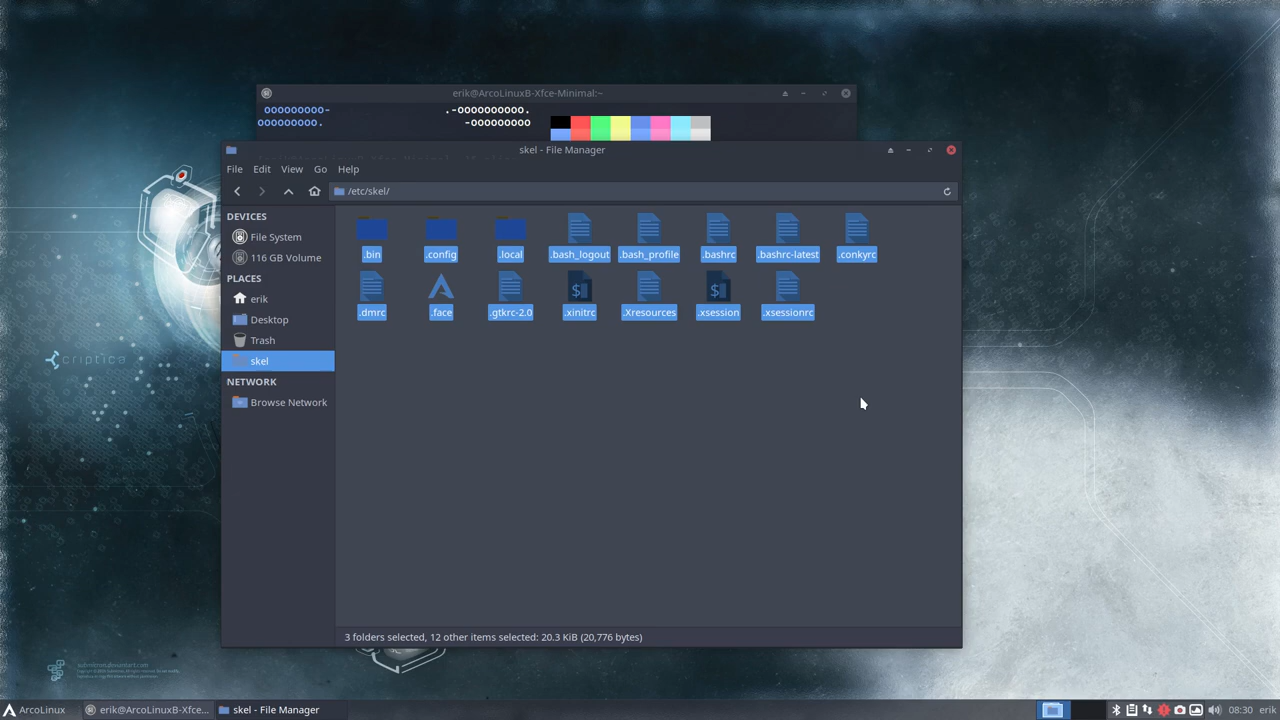 erik@ArcoLinuxB-Xfce-Minimal:~
OOOOOOOOO- .-OOOOOOOOOO.
OOOOOOOOO. -OOOOOOOOO
skel - File Manager
File Edit View Go Help
/etc/skel/
DEVICES
File System
116 GB Volume
PLACES
erik
Desktop
Trash
skel
NETWORK
Browse Network
.bin .config .local .bash_logout .bash_profile .bashrc .bashrc-latest .conkyrc
.dmrc .face .gtkrc-2.0 .xinitrc .Xresources .xsession .xsessionrc
3 folders selected, 12 other items selected: 20.3 KiB (20,776 bytes)
criptica
ArcoLinux erik@ArcoLinuxB-Xfce... skel - File Manager 08:30 erik